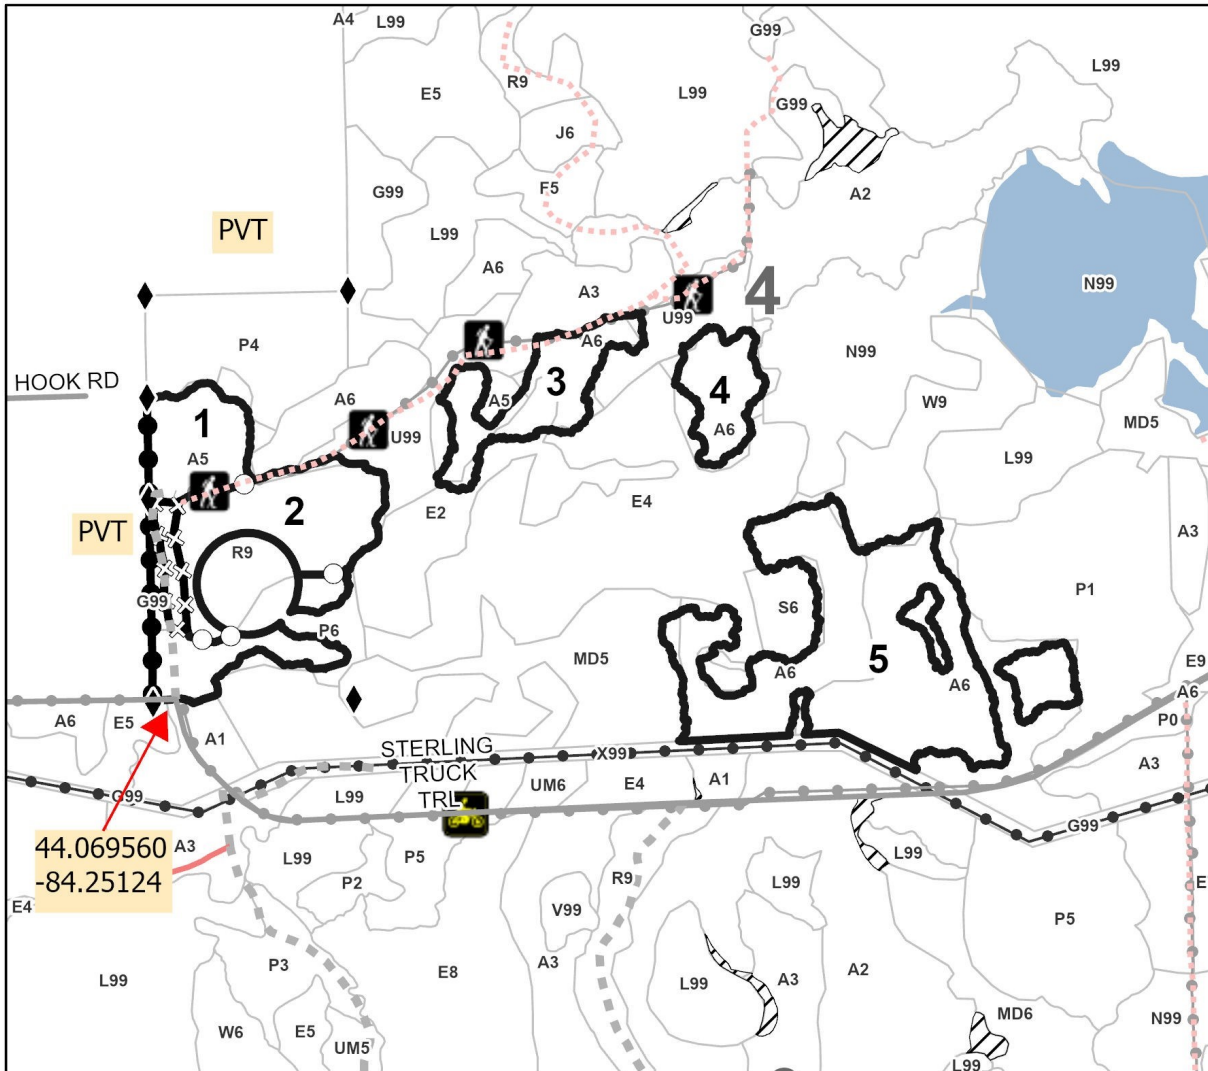 A4
L99
G99
R9
E5
L99
L99
G99
J6
F5
G99
A2
PVT
L99
A6
A3
4
N99
U99
P4
A6
N99
HOOK RD
3
4
A6
A5
W9
1
U99
A6
MD5
A5
L99
2
E2
E4
PVT
A3
R9
P1
G99
S6
P6
MD5
5
A6
A6
E9
A6
A6
E5
P0
A1
STERLING
X99
TRUCK
A3
UM6
E4
A1
G99
L99
TRL
G99
44.069560
-84.25124
A3
L99
P5
L99
R9
L99
P2
E
E4
V99
P5
P3
A3
E8
A2
L99
L99
A3
MD6
N99
W6
E5
UM5
L99